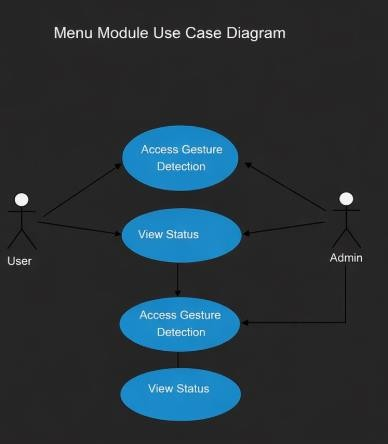 Menu Module Use Case Diagram
Access Gesture
Detection
View Status
User
Admin
Access Gesture
Detection
View Status